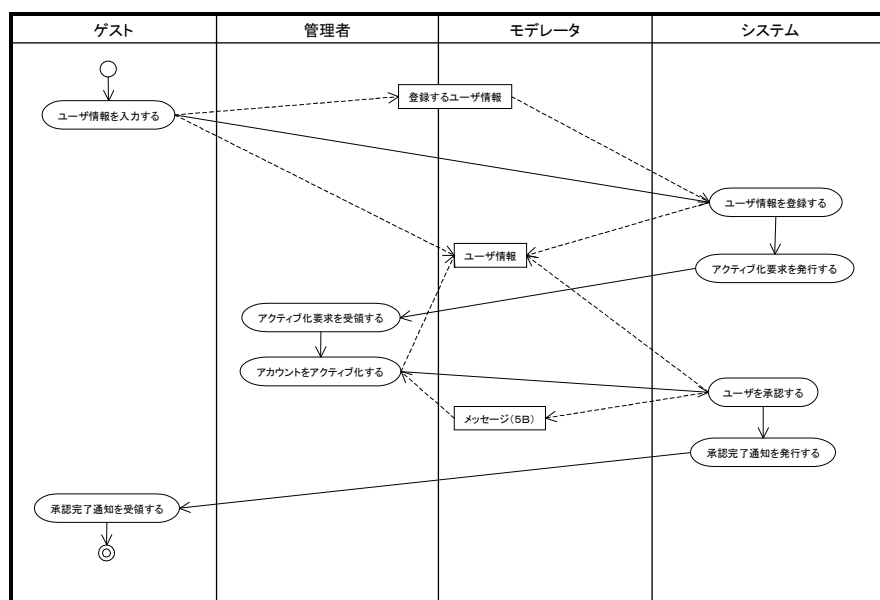 ゲスト
管理者
モデレータ
システム
登録するユーザ情報
ユーザ情報を入力する
ユーザ情報を登録する
ユーザ情報
アクティブ化要求を発行する
アクティブ化要求を受領する
アカウントをアクティブ化する
ユーザを承認する
メッセージ(5B)
承認完了通知を発行する
承認完了通知を受領する